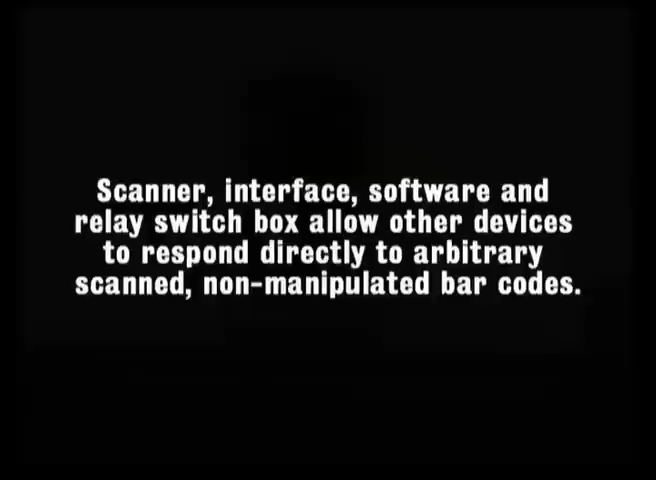 Scanner, interface, software and
relay switch box allow other devices
to respond directly to arbitrary
scanned, non-manipulated bar codes.